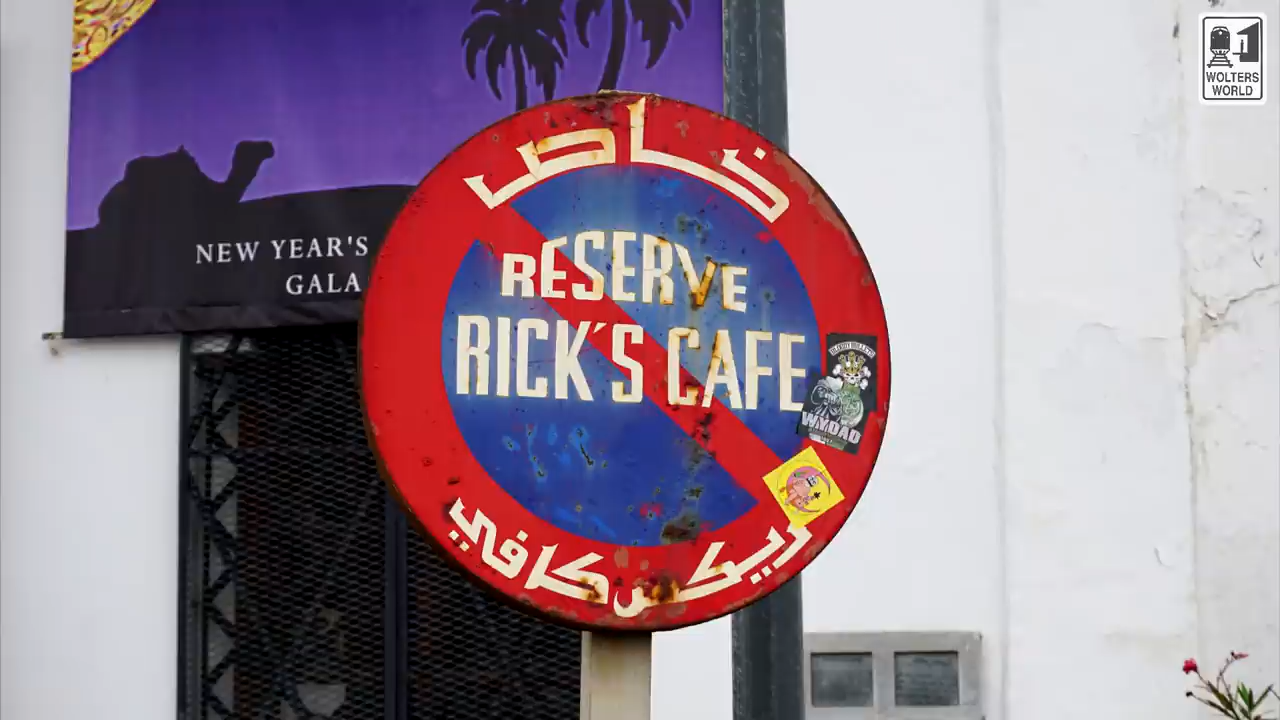 WOLTERS
WORLD
NEW YEAR'S
GALA
خاص
RESERVE
RICK'S CAFE
ريكس كافي
WYDAD